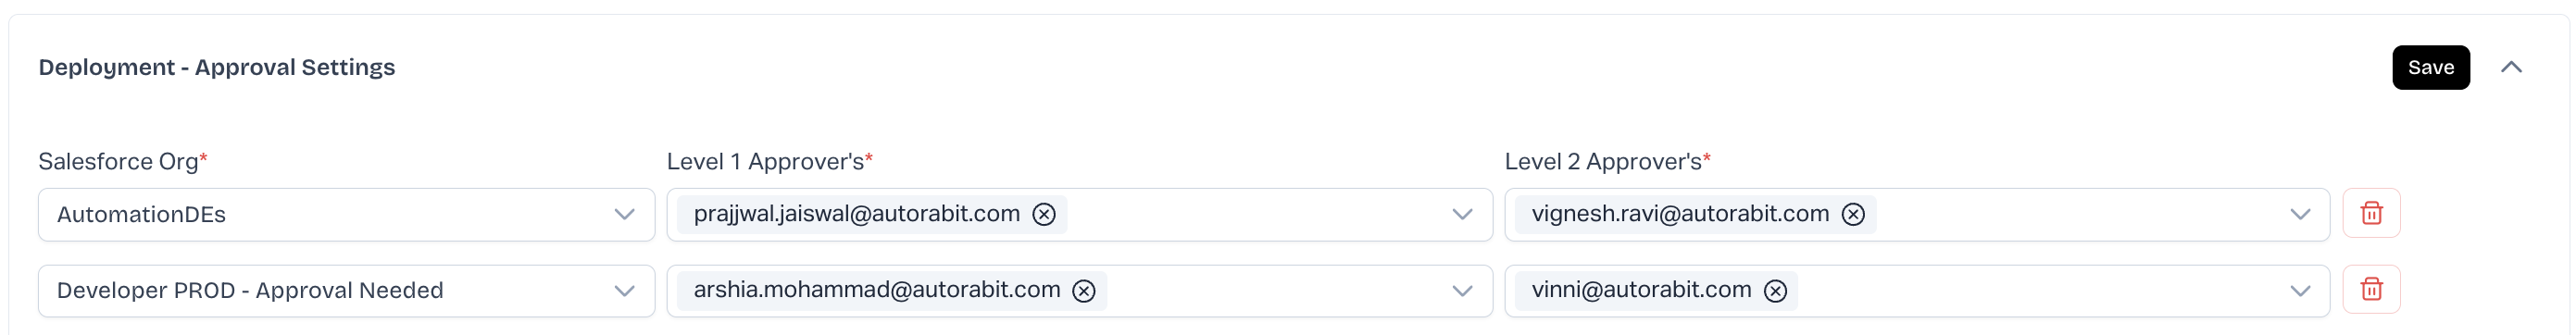 Deployment - Approval Settings
Save
Salesforce Org*
Level 1 Approver's*
Level 2 Approver's*
AutomationDEs
prajjwal.jaiswal@autorabit.com
vignesh.ravi@autorabit.com
Developer PROD - Approval Needed
arshia.mohammad@autorabit.com
vinni@autorabit.com